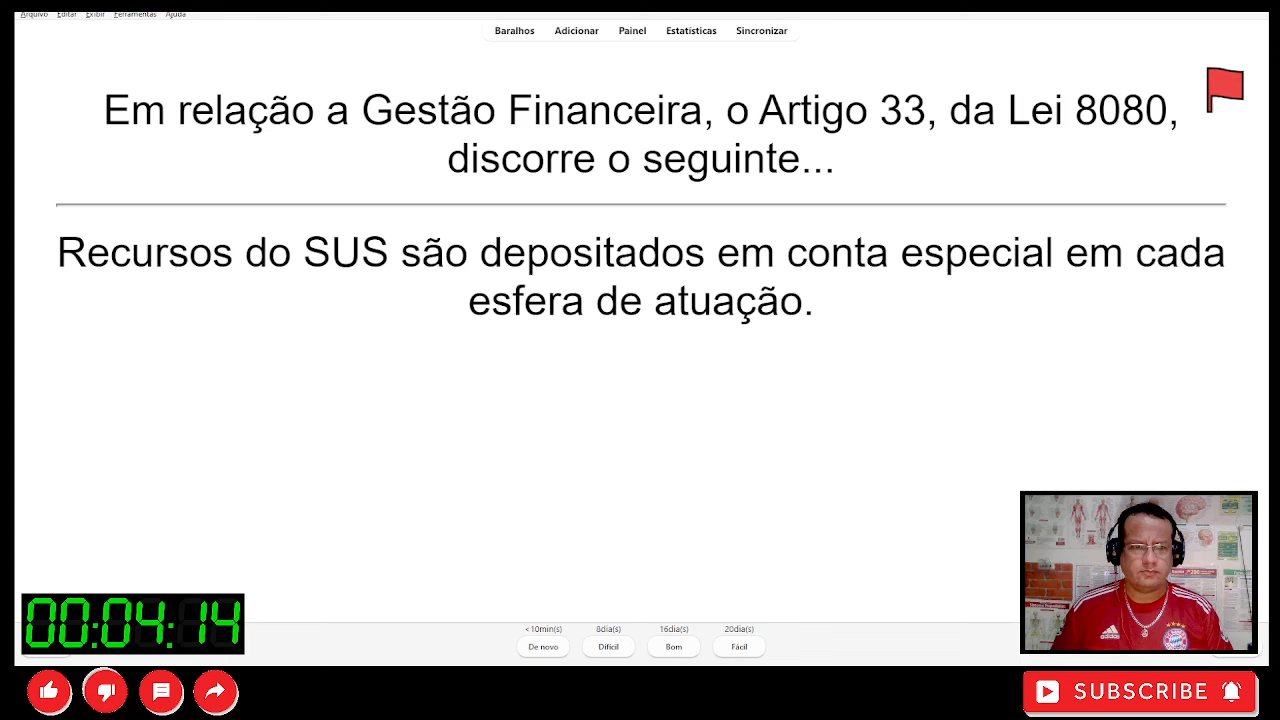 Arquivo Editar Exibir Ferramentas Ajuda
Baralhos Adicionar Painel Estatísticas Sincronizar
Em relação a Gestão Financeira, o Artigo 33, da Lei 8080,
discorre o seguinte...
Recursos do SUS são depositados em conta especial em cada
esfera de atuação.
00:04:14
<10min(s) 8dia(s) 16dia(s) 20dia(s)
De novo Difícil Bom Fácil
adidas
SUBSCRIBE